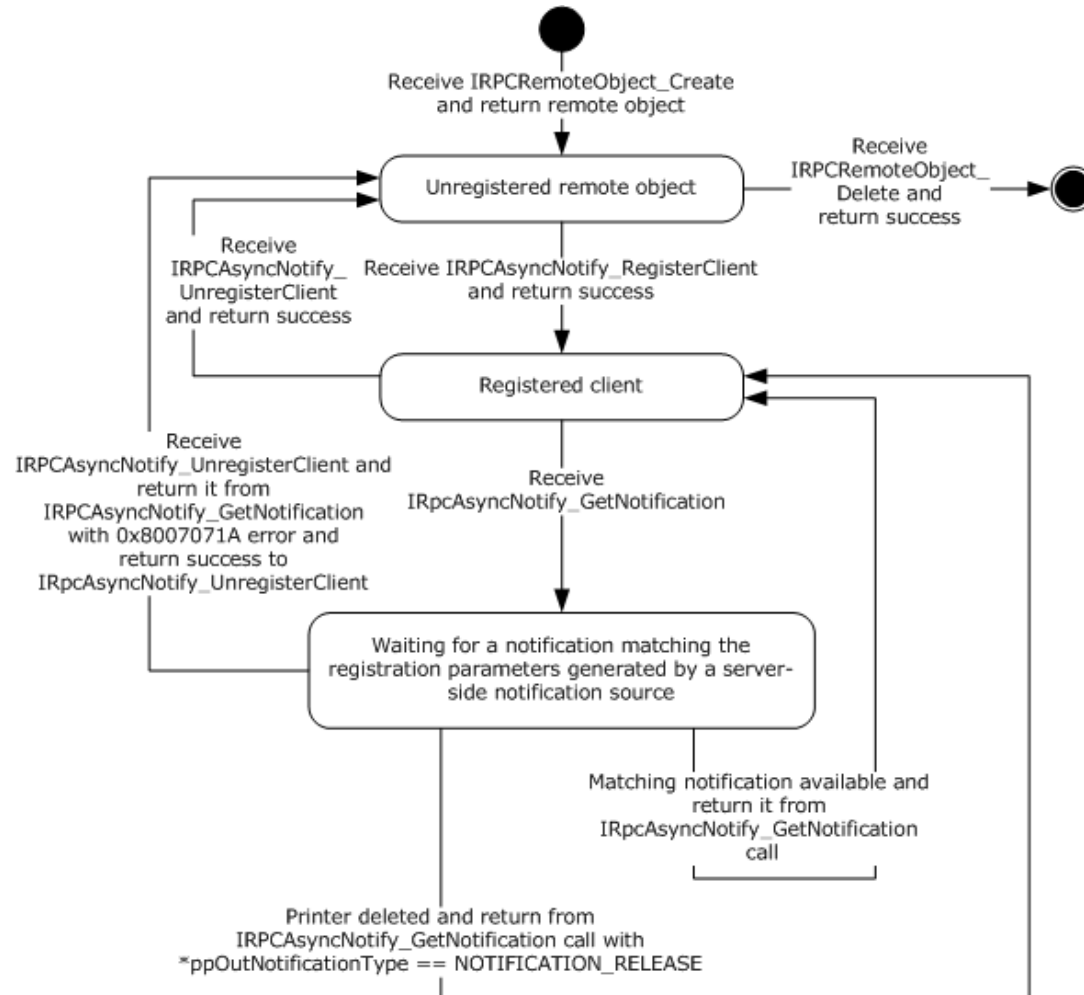 Receive IRPCRemoteObject_Create
and return remote object
Unregistered remote object
Receive
IRPCRemoteObject_
Delete and
return success
Receive
IRPCAsyncNotify_
UnregisterClient
and return success
Receive IRPCAsyncNotify_RegisterClient
and return success
Registered client
Receive
IRPCAsyncNotify_UnregisterClient and
return it from
IRPCAsyncNotify_GetNotification
with 0x8007071A error and
return success to
IRpcAsyncNotify_UnregisterClient
Receive
IRpcAsyncNotify_GetNotification
Waiting for a notification matching the
registration parameters generated by a server-
side notification source
Matching notification available and
return it from
IRpcAsyncNotify_GetNotification
call
Printer deleted and return from
IRPCAsyncNotify_GetNotification call with
*ppOutNotificationType == NOTIFICATION_RELEASE